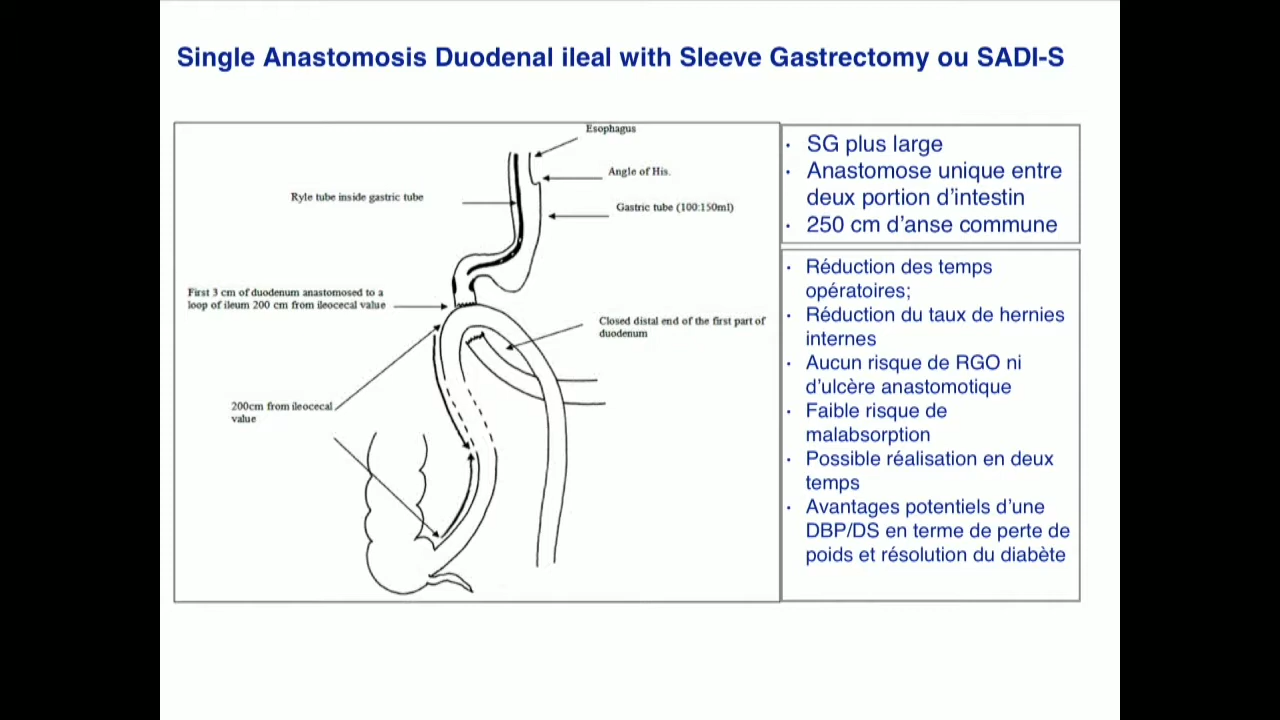 Single Anastomosis Duodenal ileal with Sleeve Gastrectomy ou SADI-S
Esophagus
Angle of His.
Ryle tube inside gastric tube
Gastric tube (100:150ml)
First 3 cm of duodenum anastomosed to a
loop of ileum 200 cm from ileocecal value
Closed distal end of the first part of
duodenum
200cm from ileocecal
value
· SG plus large
· Anastomose unique entre
deux portion d'intestin
· 250 cm d'anse commune
· Réduction des temps
opératoires;
· Réduction du taux de hernies
internes
· Aucun risque de RGO ni
d'ulcère anastomotique
· Faible risque de
malabsorption
· Possible réalisation en deux
temps
· Avantages potentiels d'une
DBP/DS en terme de perte de
poids et résolution du diabète